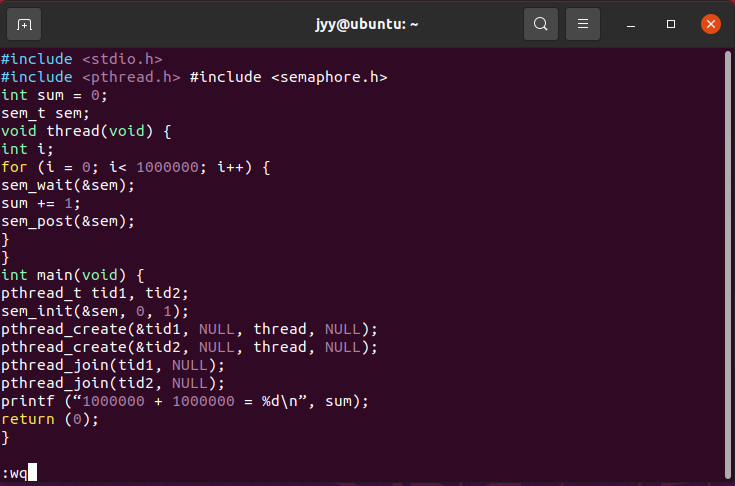 jyy@ubuntu: ~
#include <stdio.h>
#include <pthread.h> #include <semaphore.h>
int sum = 0;
sem_t sem;
void thread(void) {
int i;
for (i = 0; i< 1000000; i++) {
sem_wait(&sem);
sum += 1;
sem_post(&sem);
}
}
int main(void) {
pthread_t tid1, tid2;
sem_init(&sem, 0, 1);
pthread_create(&tid1, NULL, thread, NULL);
pthread_create(&tid2, NULL, thread, NULL);
pthread_join(tid1, NULL);
pthread_join(tid2, NULL);
printf (“1000000 + 1000000 = %d\n”, sum);
return (0);
}
:wq